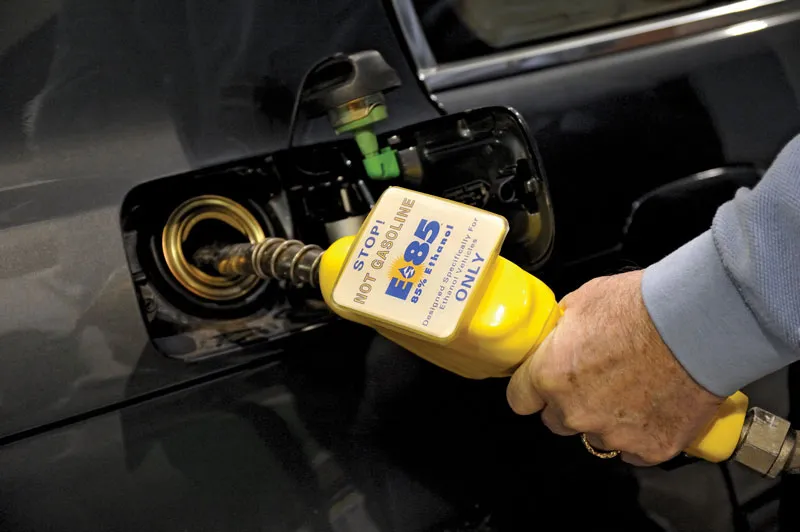 STOP!
NOT GASOLINE
E85
85% Ethanol
Designed Specifically For
Ethanol Vehicles
ONLY